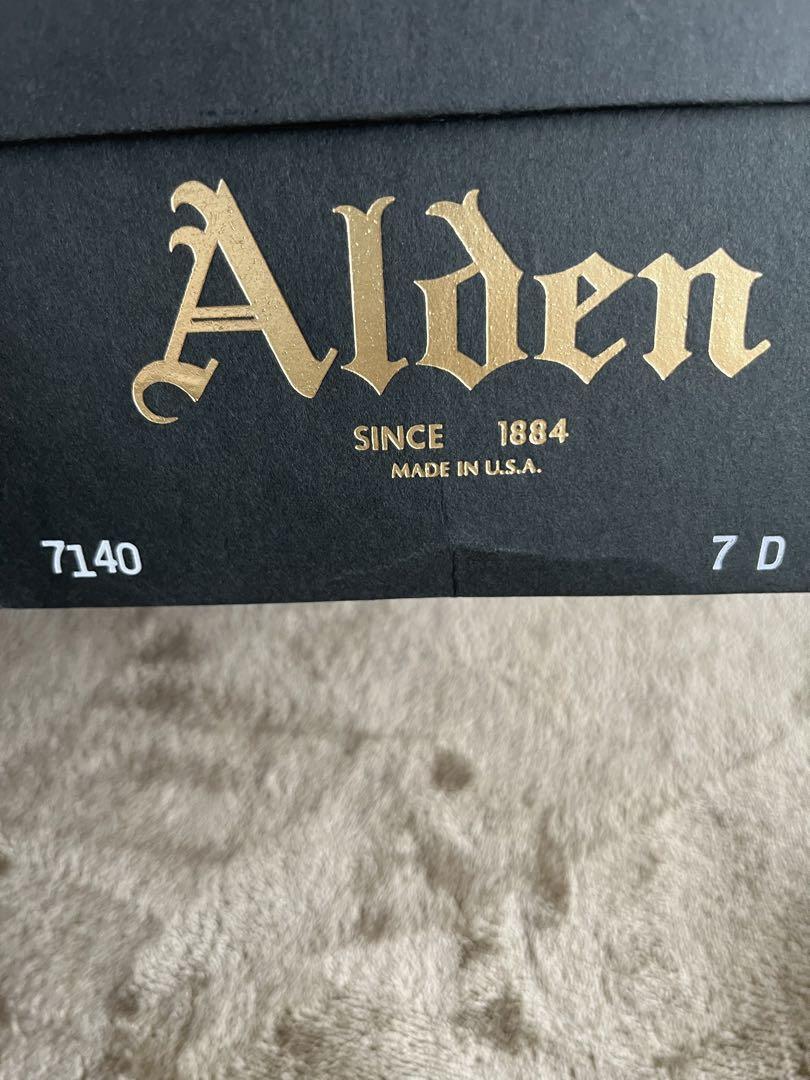 Alden
SINCE 1884
MADE IN U.S.A.
7140 7 D